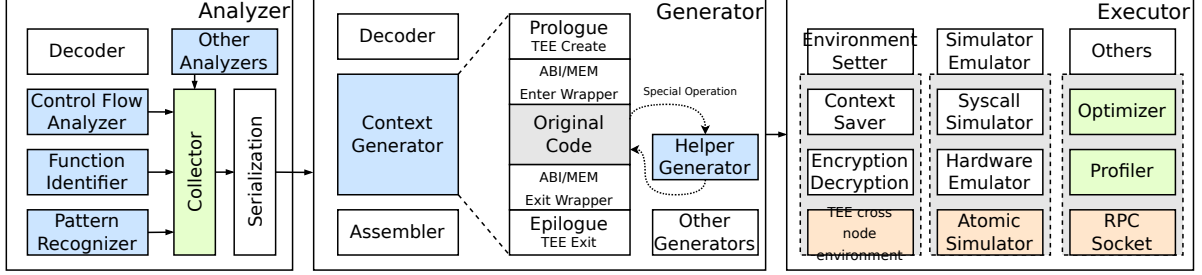 Analyzer
Decoder
Other
Analyzers
Control Flow
Analyzer
Function
Identifier
Pattern
Recognizer
Collector
Serialization
Generator
Decoder
Context
Generator
Assembler
Prologue
TEE Create
ABI/MEM
Enter Wrapper
Original
Code
ABI/MEM
Exit Wrapper
Epilogue
TEE Exit
Special Operation
Helper
Generator
Other
Generators
Executor
Environment
Setter
Context
Saver
Encryption
Decryption
TEE cross
node
environment
Simulator
Emulator
Syscall
Simulator
Hardware
Emulator
Atomic
Simulator
Others
Optimizer
Profiler
RPC
Socket